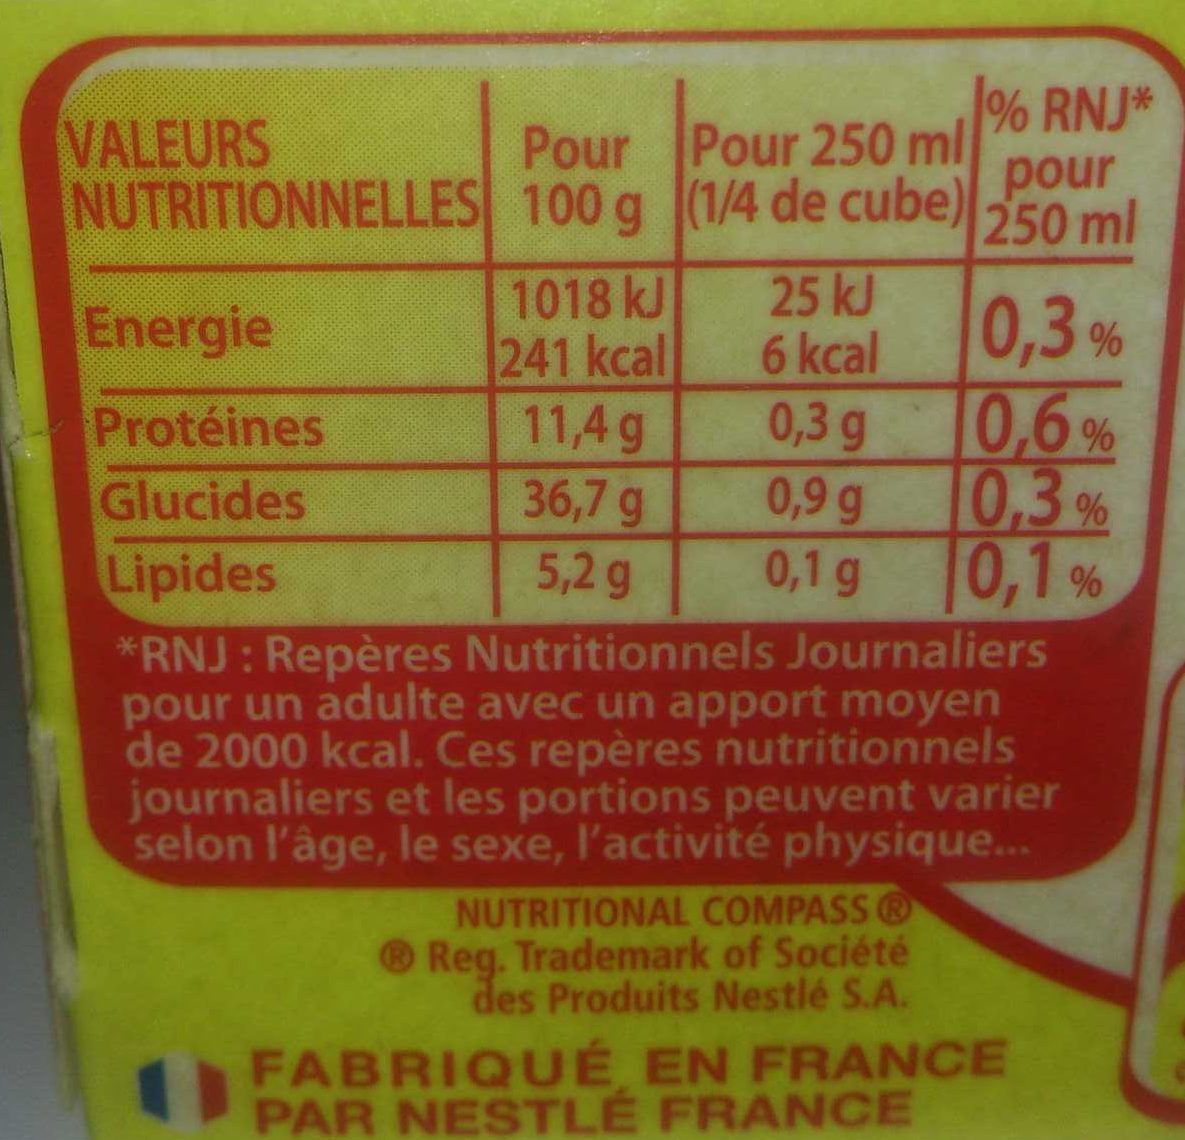 VALEURS NUTRITIONNELLES Pour 100 g Pour 250 ml (1/4 de cube) % RNJ* pour 250 ml
Energie 1018 kJ 241 kcal 25 kJ 6 kcal 0,3 %
Protéines 11,4 g 0,3 g 0,6 %
Glucides 36,7 g 0,9 g 0,3 %
Lipides 5,2 g 0,1 g 0,1 %
*RNJ : Repères Nutritionnels Journaliers
pour un adulte avec un apport moyen
de 2000 kcal. Ces repères nutritionnels
journaliers et les portions peuvent varier
selon l'âge, le sexe, l'activité physique...
NUTRITIONAL COMPASS ®
® Reg. Trademark of Société
des Produits Nestlé S.A.
FABRIQUÉ EN FRANCE
PAR NESTLÉ FRANCE